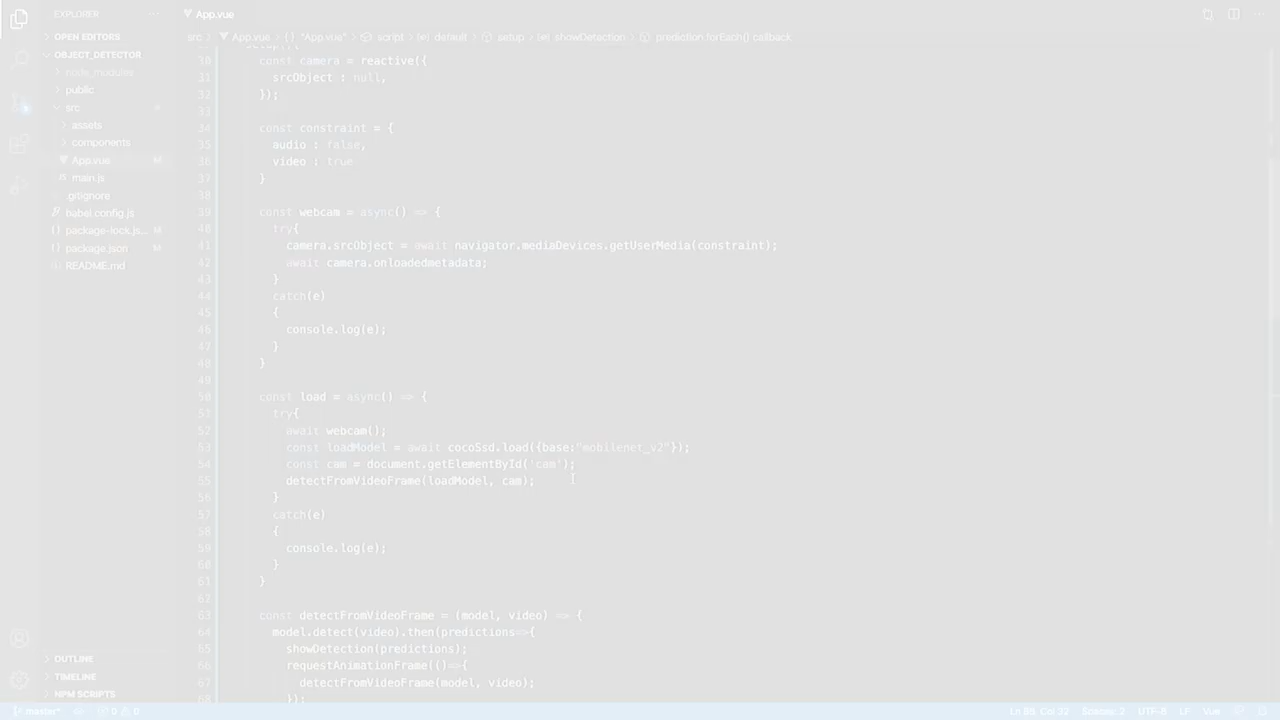 EXPLORER
App.vue
OPEN EDITORS
src > App.vue > {} "App.vue" > script > default > setup > showDetection > prediction forEach() callback
OBJECT_DETECTOR
node_modules
public
src
assets
components
App.vue M
main.js
.gitignore
babel.config.js
{} package-lock.js... M
{} package.json M
README.md
OUTLINE
TIMELINE
NPM SCRIPTS
30 const camera = reactive({
31 srcObject : null,
32 });
33
34 const constraint = {
35 audio : false,
36 video : true
37 }
38
39 const webcam = async() => {
40 try{
41 camera.srcObject = await navigator.mediaDevices.getUserMedia(constraint);
42 await camera.onloadedmetadata;
43 }
44 catch(e)
45 {
46 console.log(e);
47 }
48 }
49
50 const load = async() => {
51 try{
52 await webcam();
53 const loadModel = await cocoSsd.load({base:"mobilenet_v2"});
54 const cam = document.getElementById('cam');
55 detectFromVideoFrame(loadModel, cam);
56 }
57 catch(e)
58 {
59 console.log(e);
60 }
61 }
62
63 const detectFromVideoFrame = (model, video) => {
64 model.detect(video).then(predictions=>{
65 showDetection(predictions);
66 requestAnimationFrame(()=>{
67 detectFromVideoFrame(model, video);
68 });
master* 0 0
Spaces: 2 UTF-8 LF Vue